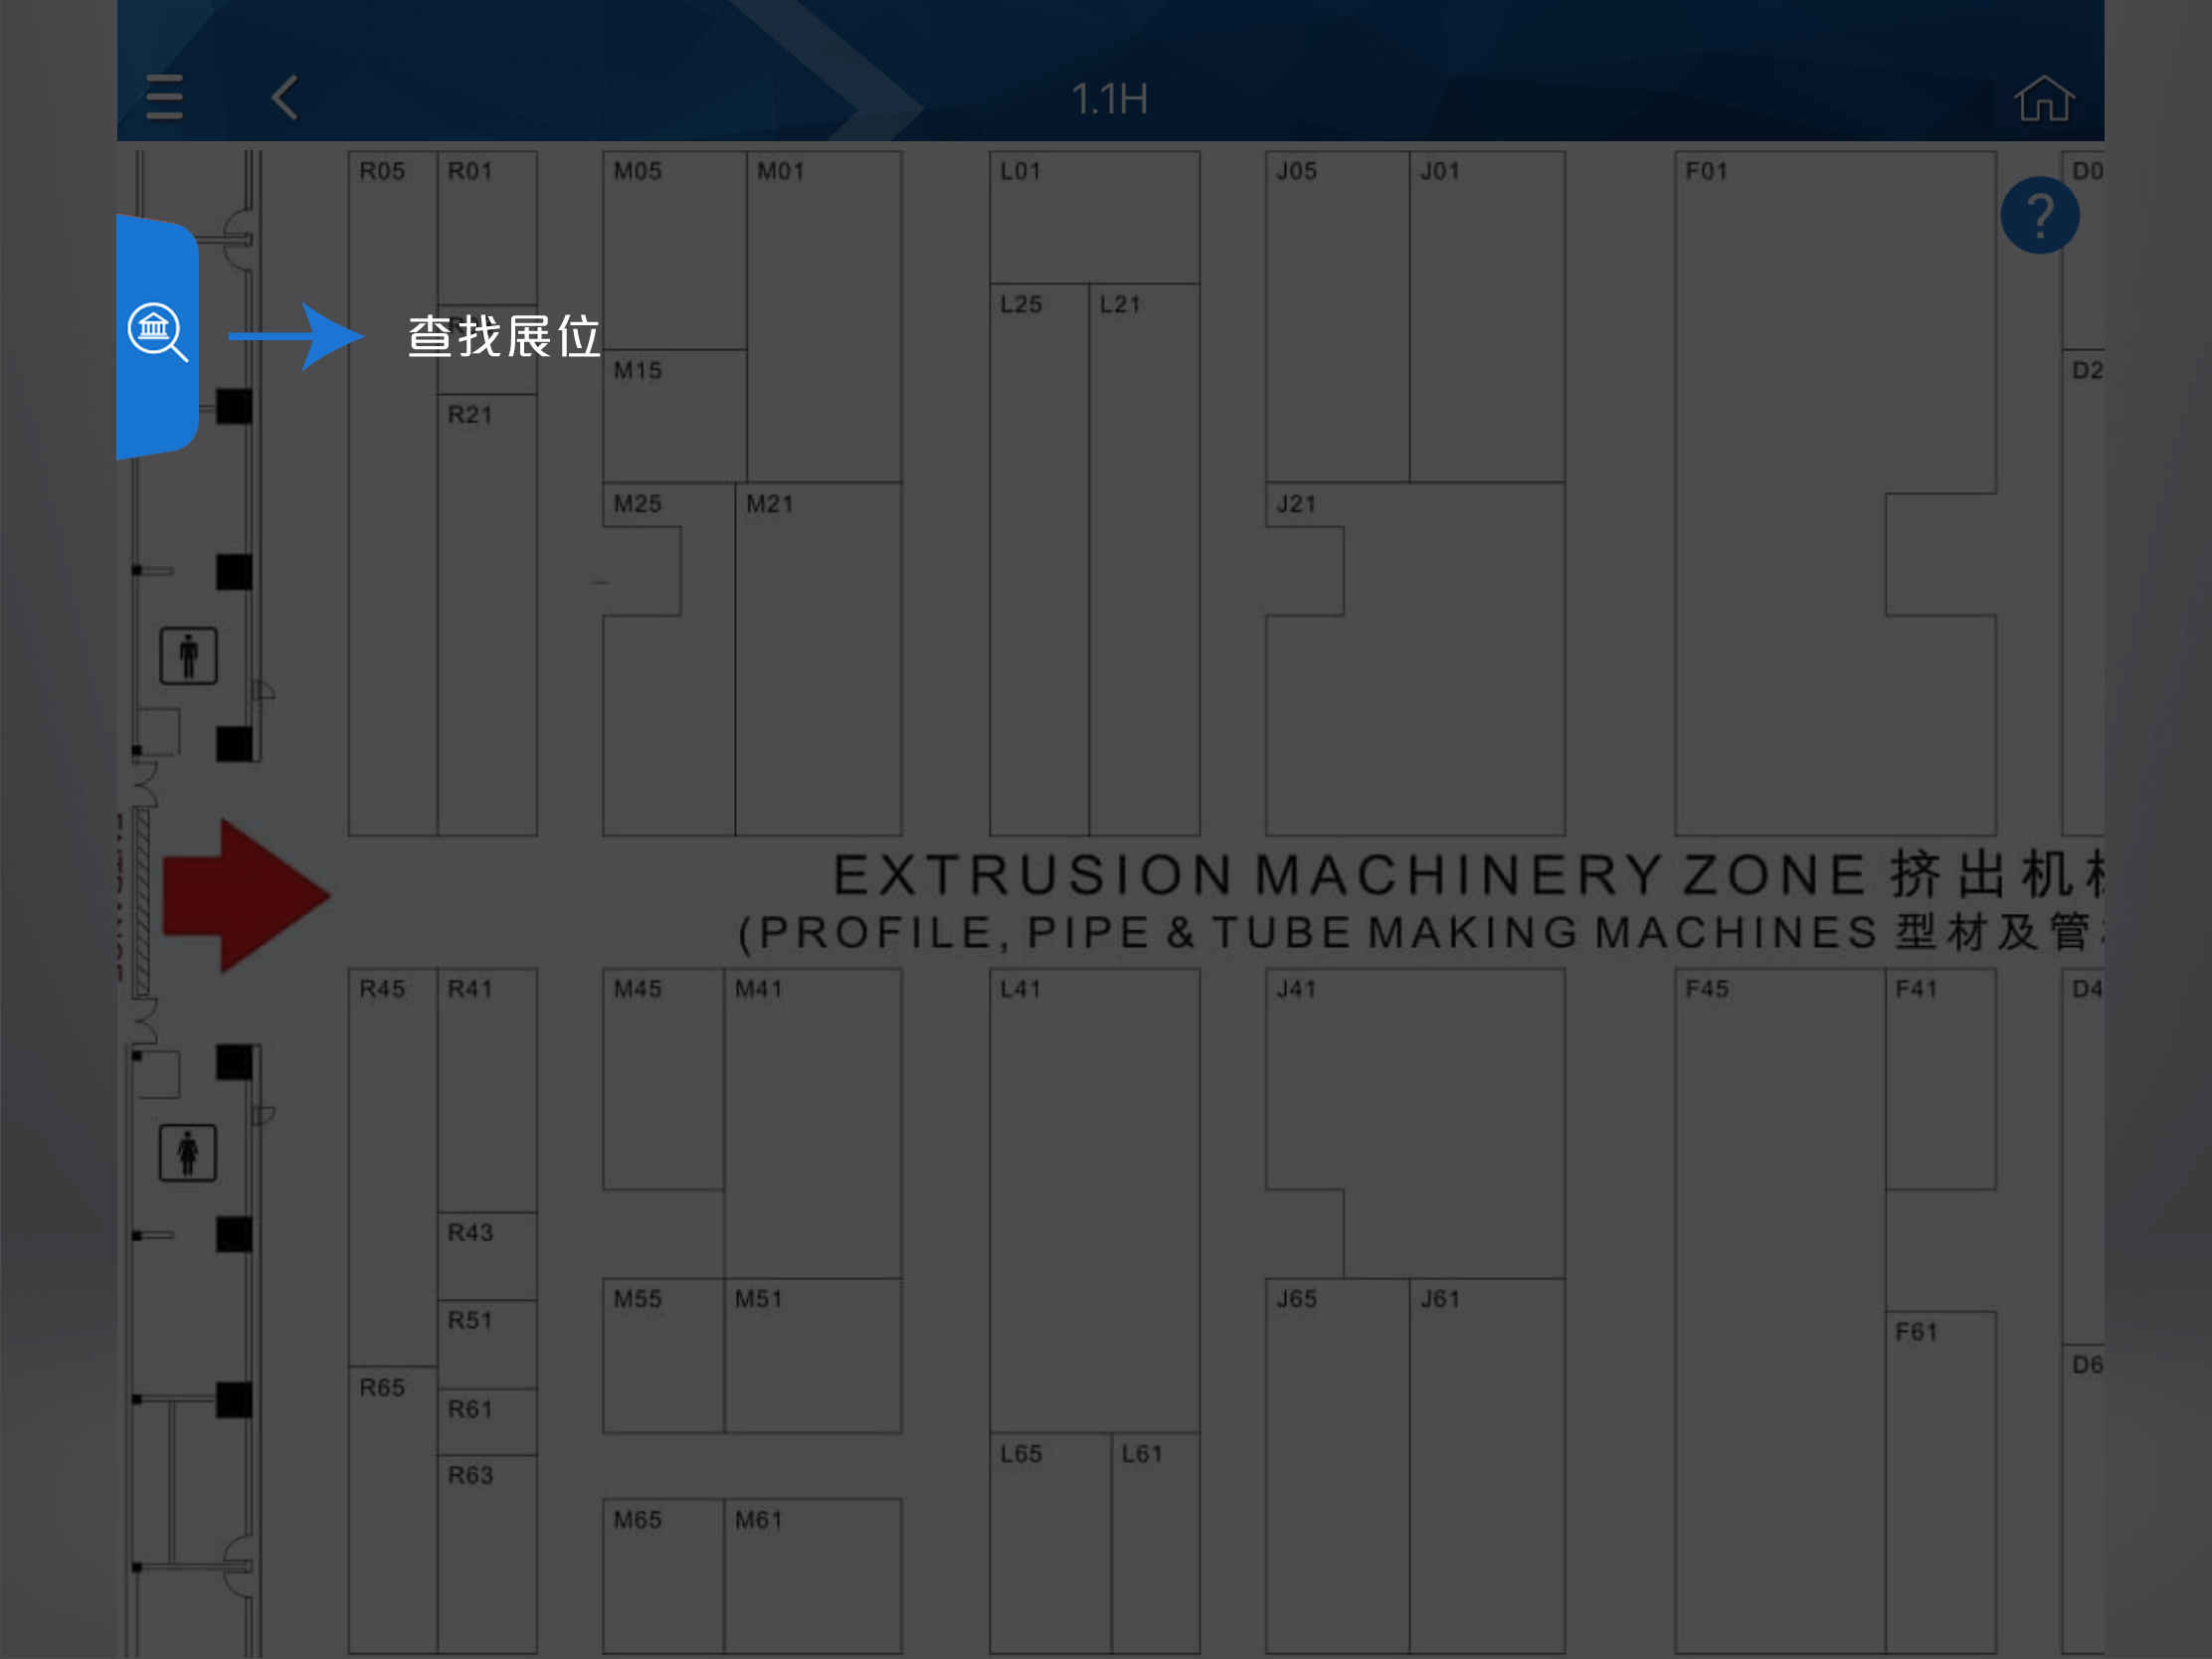 1.1H
R05 R01 M05 M01 L01 J05 J01 F01 D0
?
L25 L21
查找展位
M15 D2
R21
M25 M21 J21
EXTRUSION MACHINERY ZONE 挤出机
(PROFILE, PIPE & TUBE MAKING MACHINES 型材及管
R45 R41 M45 M41 L41 J41 F45 F41 D4
R43
M55 M51 J65 J61
R51 F61
R65 D6
R61
L65 L61
R63
M65 M61